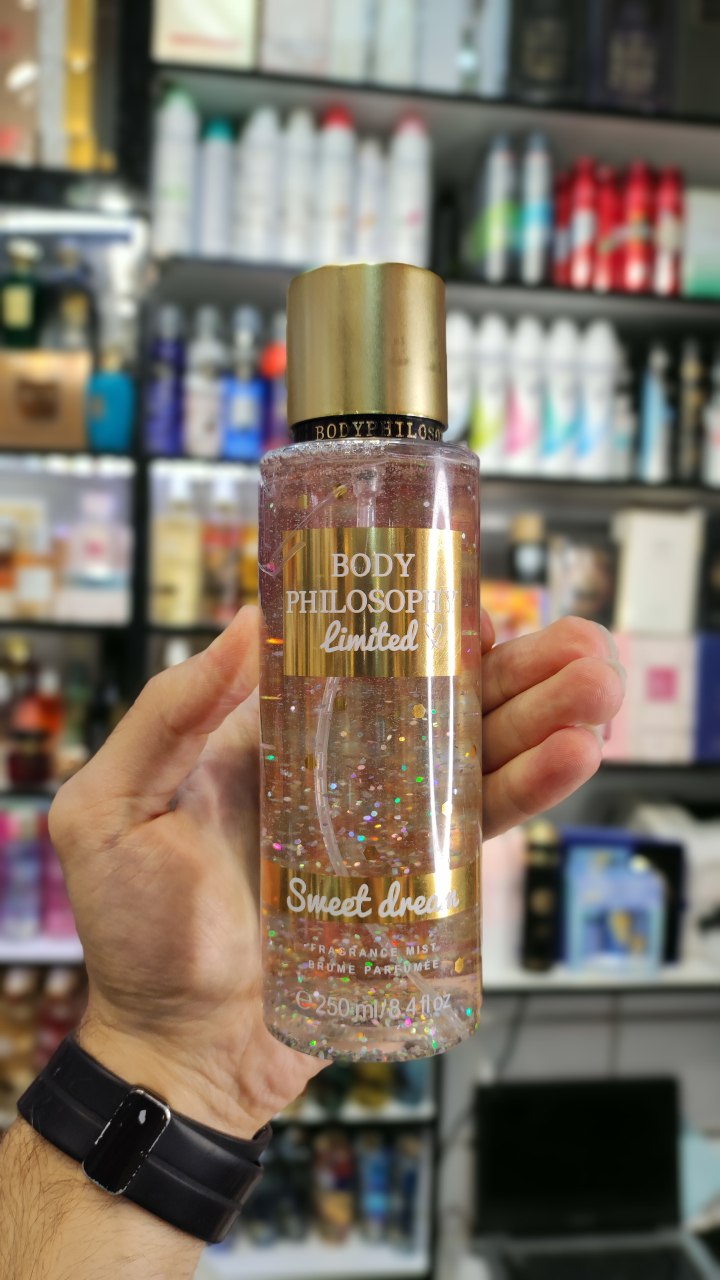 BODYPHILOSO
BODY
PHILOSOPHY
Limited
Sweet dream
FRAGRANCE MIST
BRUME PARFUMÉE
250 ml / 8.4 fl oz